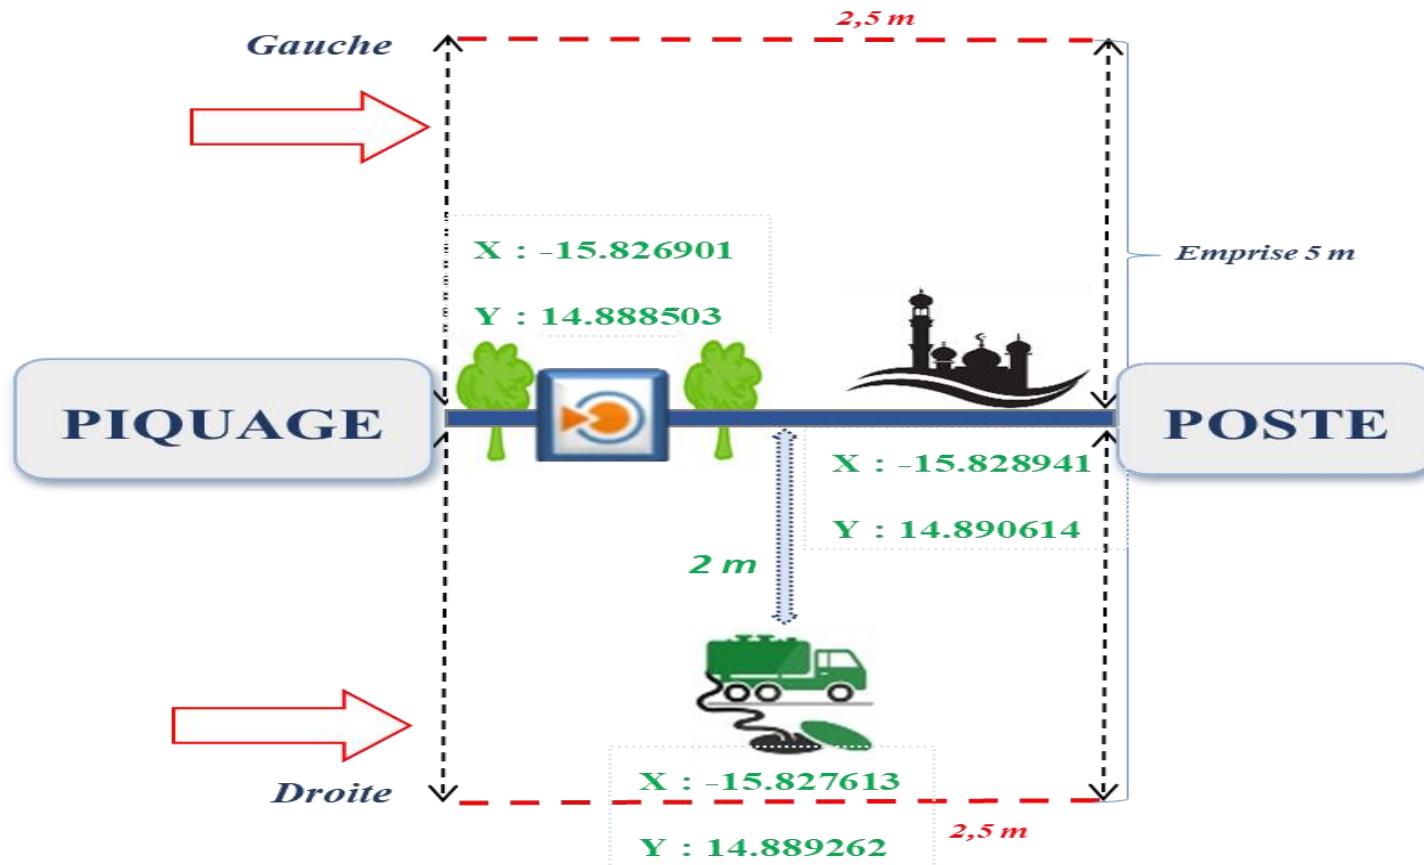 2,5 m
Gauche
X : -15.826901
Emprise 5 m
Y : 14.888503
PIQUAGE
POSTE
X : -15.828941
Y : 14.890614
2 m
X : -15.827613
Droite
2,5 m
Y : 14.889262